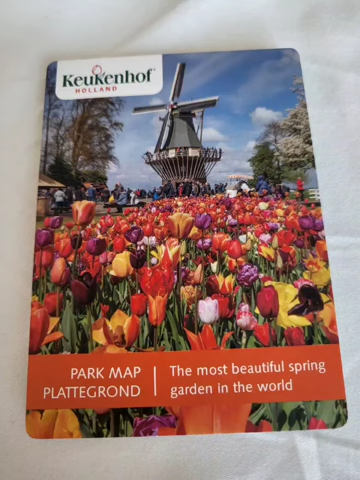 Keukenhof
HOLLAND
PARK MAP
PLATTEGROND
The most beautiful spring
garden in the world